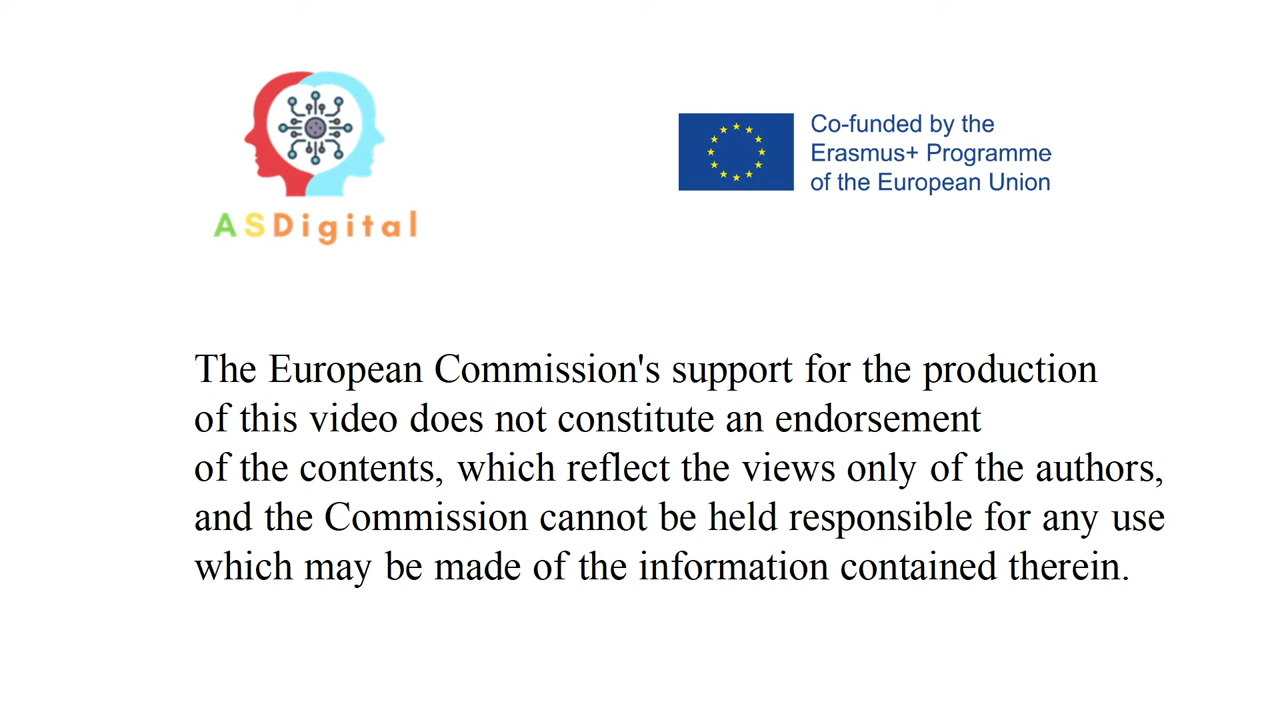 ASDigital
Co-funded by the
Erasmus+ Programme
of the European Union
The European Commission's support for the production
of this video does not constitute an endorsement
of the contents, which reflect the views only of the authors,
and the Commission cannot be held responsible for any use
which may be made of the information contained therein.